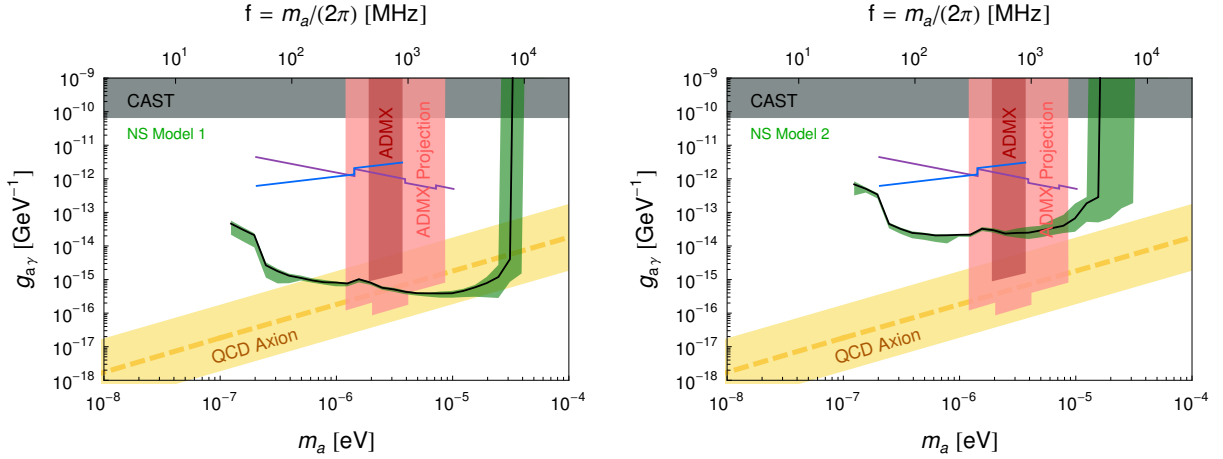 f = m_a/(2π) [MHz]
10^1 10^2 10^3 10^4
10^-9
10^-10
10^-11
10^-12
10^-13
10^-14
10^-15
10^-16
10^-17
10^-18
g_aγ [GeV^-1]
CAST
NS Model 1
ADMX
ADMX Projection
QCD Axion
10^-8 10^-7 10^-6 10^-5 10^-4
m_a [eV]
f = m_a/(2π) [MHz]
10^1 10^2 10^3 10^4
10^-9
10^-10
10^-11
10^-12
10^-13
10^-14
10^-15
10^-16
10^-17
10^-18
g_aγ [GeV^-1]
CAST
NS Model 2
ADMX
ADMX Projection
QCD Axion
10^-8 10^-7 10^-6 10^-5 10^-4
m_a [eV]